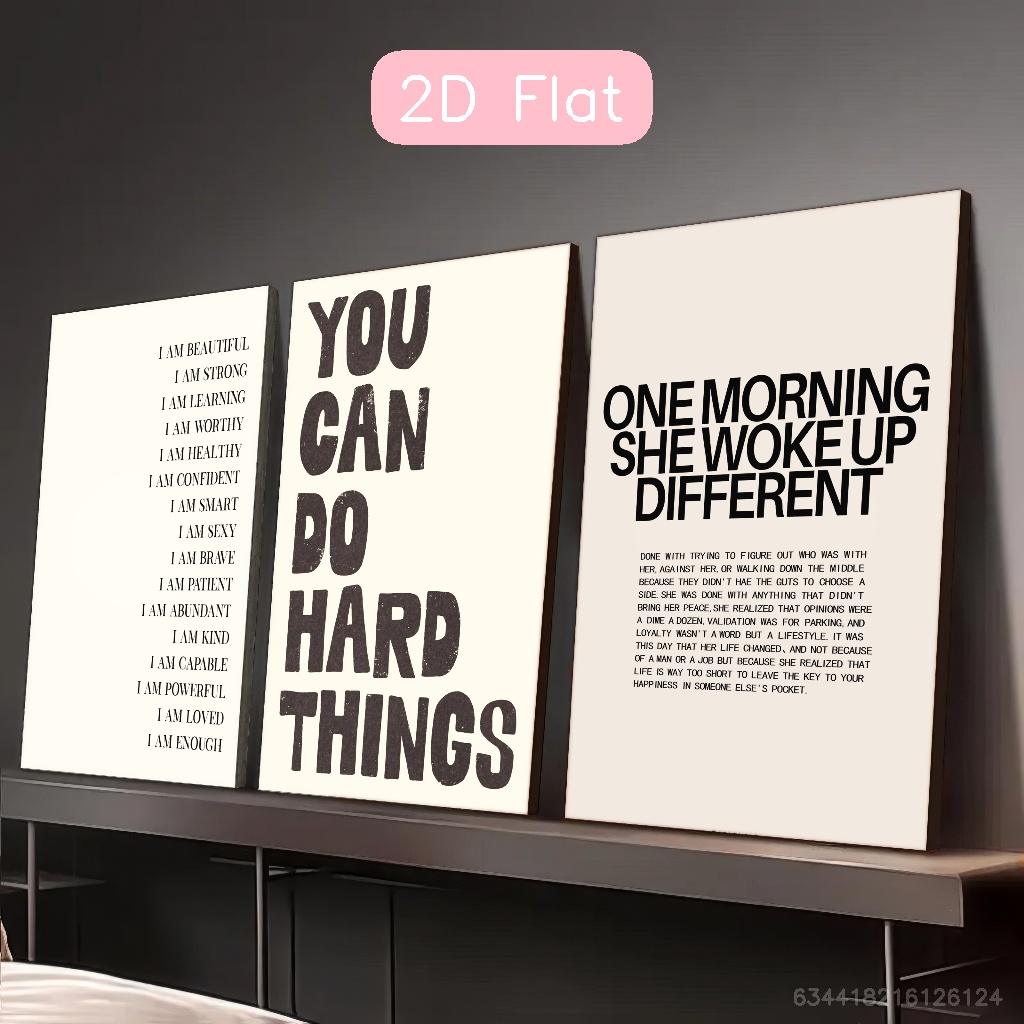 2D Flat
I AM BEAUTIFUL
I AM STRONG
I AM LEARNING
I AM WORTHY
I AM HEALTHY
I AM CONFIDENT
I AM SMART
I AM SEXY
I AM BRAVE
I AM PATIENT
I AM ABUNDANT
I AM KIND
I AM CAPABLE
I AM POWERFUL
I AM LOVED
I AM ENOUGH
YOU
CAN
DO
HARD
THINGS
ONE MORNING
SHE WOKE UP
DIFFERENT
DONE WITH TRYING TO FIGURE OUT WHO WAS WITH
HER, AGAINST HER, OR WALKING DOWN THE MIDDLE
BECAUSE THEY DIDN'T HAE THE GUTS TO CHOOSE A
SIDE. SHE WAS DONE WITH ANYTHING THAT DIDN'T
BRING HER PEACE, SHE REALIZED THAT OPINIONS WERE
A DIME A DOZEN, VALIDATION WAS FOR PARKING, AND
LOYALTY WASN'T A WORD BUT A LIFESTYLE. IT WAS
THIS DAY THAT HER LIFE CHANGED, AND NOT BECAUSE
OF A MAN OR A JOB BUT BECAUSE SHE REALIZED THAT
LIFE IS WAY TOO SHORT TO LEAVE THE KEY TO YOUR
HAPPINESS IN SOMEONE ELSE'S POCKET.
634418216126124